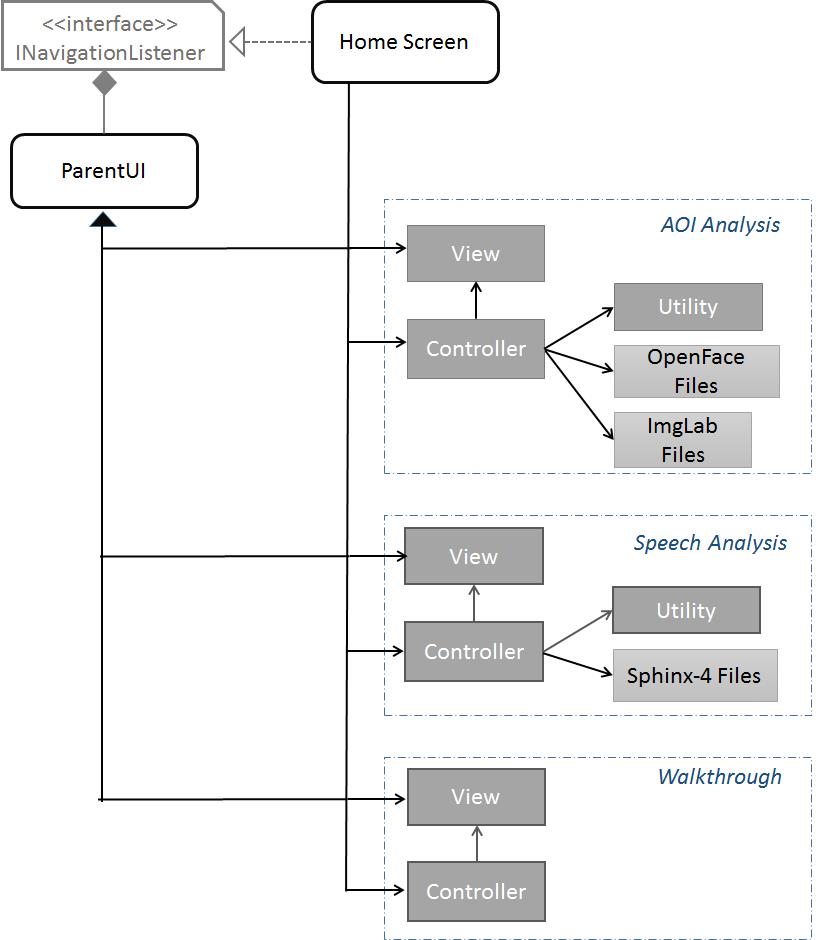 <<interface>>
INavigationListener
Home Screen
ParentUI
AOI Analysis
View
Utility
Controller
OpenFace
Files
ImgLab
Files
Speech Analysis
View
Utility
Controller
Sphinx-4 Files
Walkthrough
View
Controller